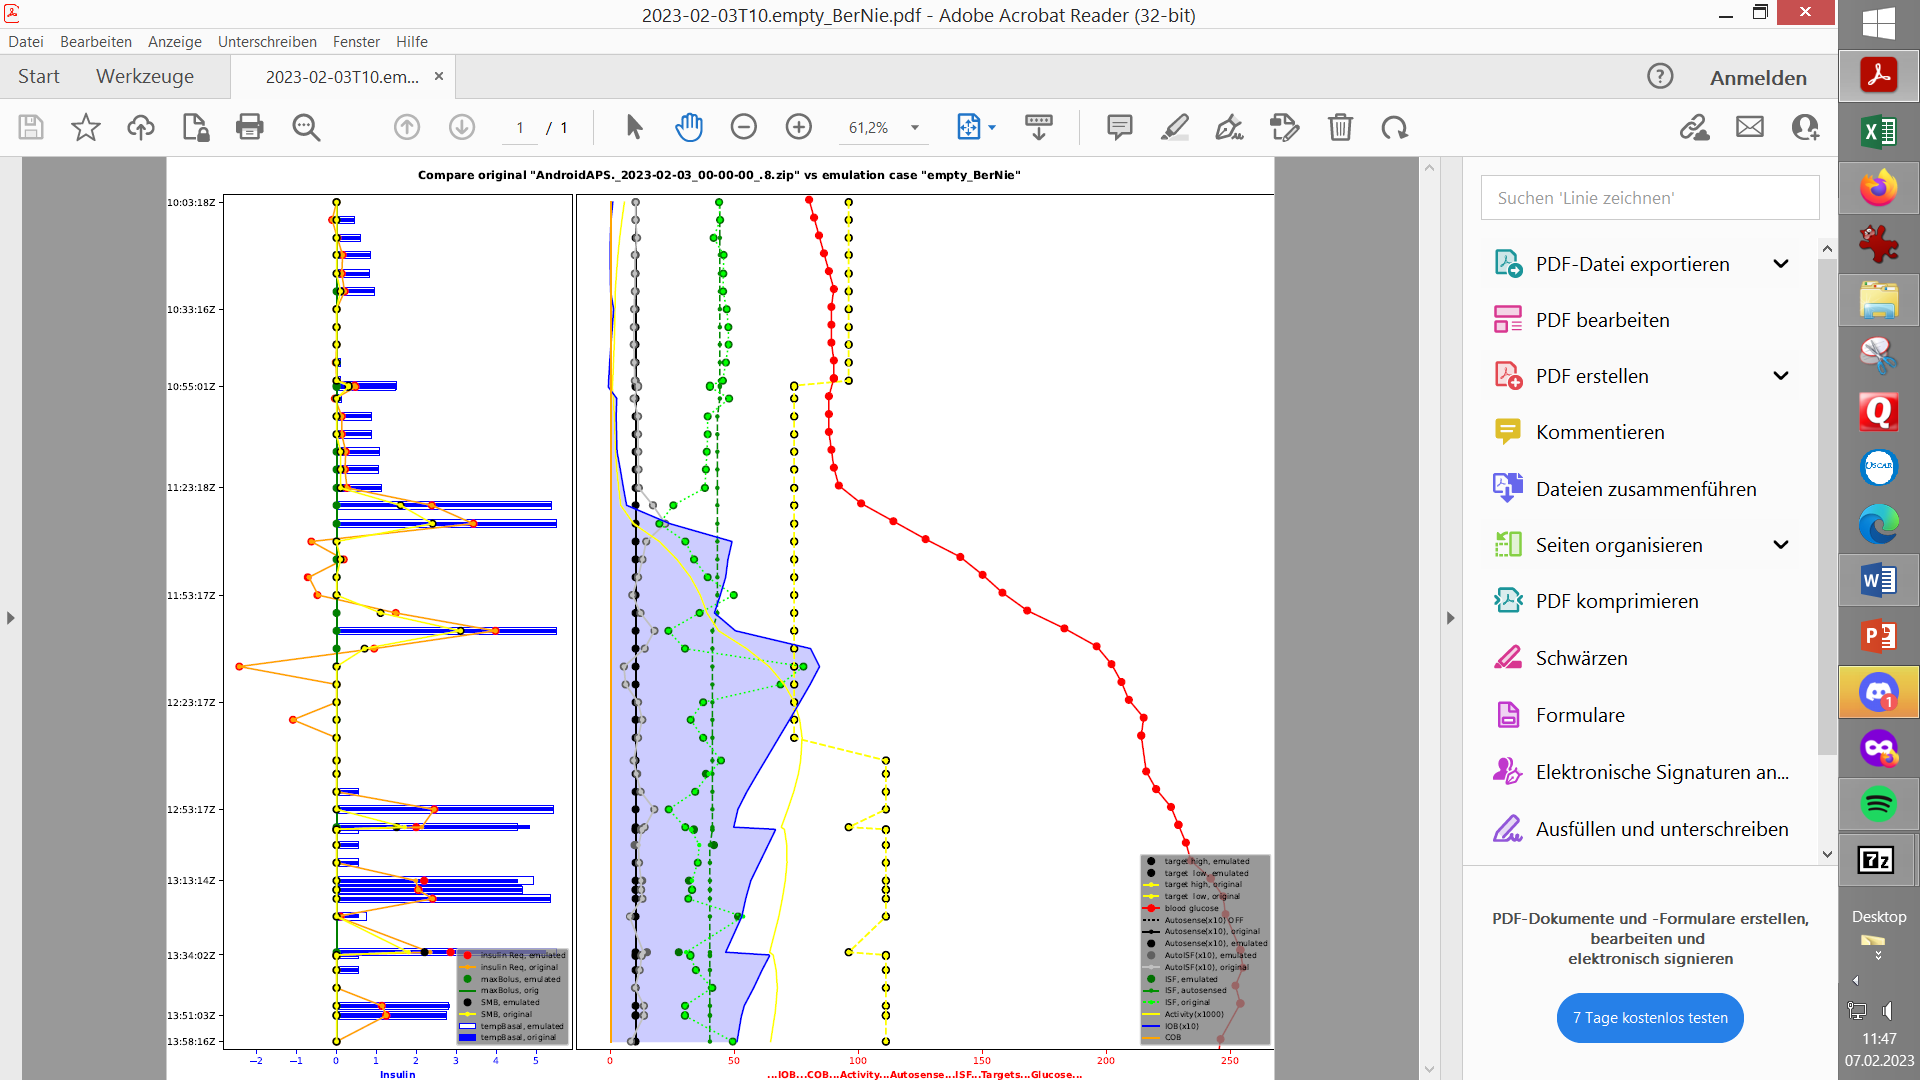 2023-02-03T10.empty_BerNie.pdf - Adobe Acrobat Reader (32-bit)
Datei Bearbeiten Anzeige Unterschreiben Fenster Hilfe
Start Werkzeuge 2023-02-03T10.em... × Anmelden
1 / 1 61,2%
Compare original "AndroidAPS._2023-02-03_00-00-00_.8.zip" vs emulation case "empty_BerNie"
10:03:18Z
10:33:16Z
10:55:01Z
11:23:18Z
11:53:17Z
12:23:17Z
12:53:17Z
13:13:14Z
13:34:02Z
13:51:03Z
13:58:16Z
insulin Req, emulated
insulin Req, original
maxBolus, emulated
maxBolus, orig
SMB, emulated
SMB, original
tempBasal, emulated
tempBasal, original
−2 −1 0 1 2 3 4 5
Insulin
target high, emulated
target low, emulated
target high, original
target low, original
blood glucose
Autosense(x10) OFF
Autosense(x10), original
Autosense(x10), emulated
AutoISF(x10), emulated
AutoISF(x10), original
ISF, emulated
ISF, autosensed
ISF, original
Activity(x1000)
IOB(x10)
COB
0 50 100 150 200 250
...IOB...COB...Activity...Autosense...ISF...Targets...Glucose...
Suchen 'Linie zeichnen'
PDF-Datei exportieren
PDF bearbeiten
PDF erstellen
Kommentieren
Dateien zusammenführen
Seiten organisieren
PDF komprimieren
Schwärzen
Formulare
Elektronische Signaturen an...
Ausfüllen und unterschreiben
PDF-Dokumente und -Formulare erstellen,
bearbeiten und
elektronisch signieren
7 Tage kostenlos testen
Q
USCAR
1
7z
Desktop
11:47
07.02.2023